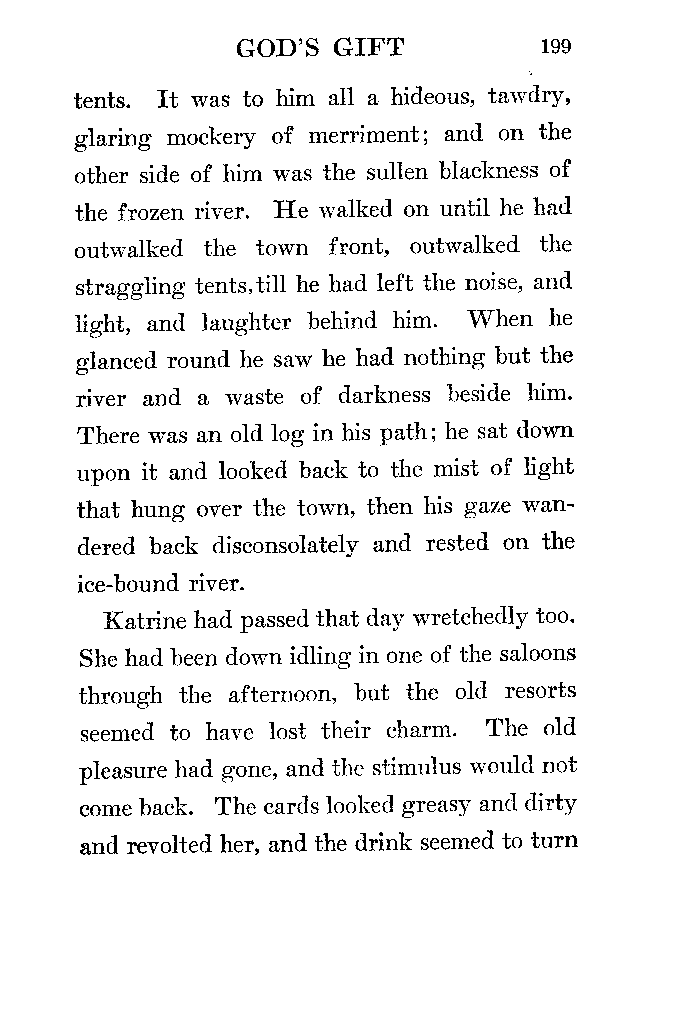 GOD'S GIFT 199
tents. It was to him all a hideous, tawdry,
glaring mockery of merriment; and on the
other side of him was the sullen blackness of
the frozen river. He walked on until he had
outwalked the town front, outwalked the
straggling tents, till he had left the noise, and
light, and laughter behind him. When he
glanced round he saw he had nothing but the
river and a waste of darkness beside him.
There was an old log in his path; he sat down
upon it and looked back to the mist of light
that hung over the town, then his gaze wan-
dered back disconsolately and rested on the
ice-bound river.
Katrine had passed that day wretchedly too.
She had been down idling in one of the saloons
through the afternoon, but the old resorts
seemed to have lost their charm. The old
pleasure had gone, and the stimulus would not
come back. The cards looked greasy and dirty
and revolted her, and the drink seemed to turn